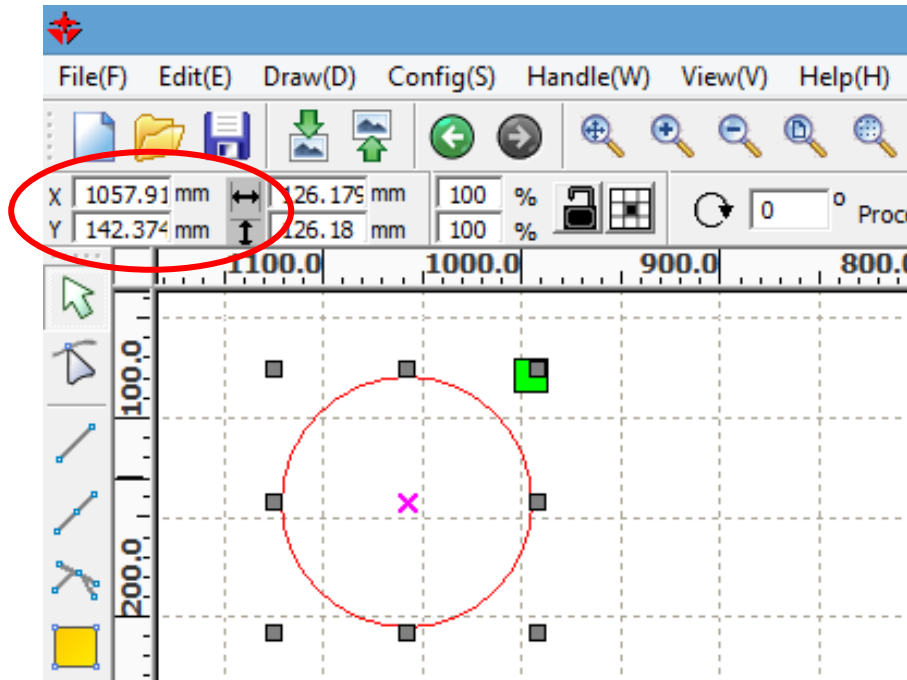 File(F) Edit(E) Draw(D) Config(S) Handle(W) View(V) Help(H)
X 1057.91 mm 126.179 mm 100 %
Y 142.374 mm 126.18 mm 100 %
0 ° Proce
1100.0 1000.0 900.0 800.0
100.0
200.0